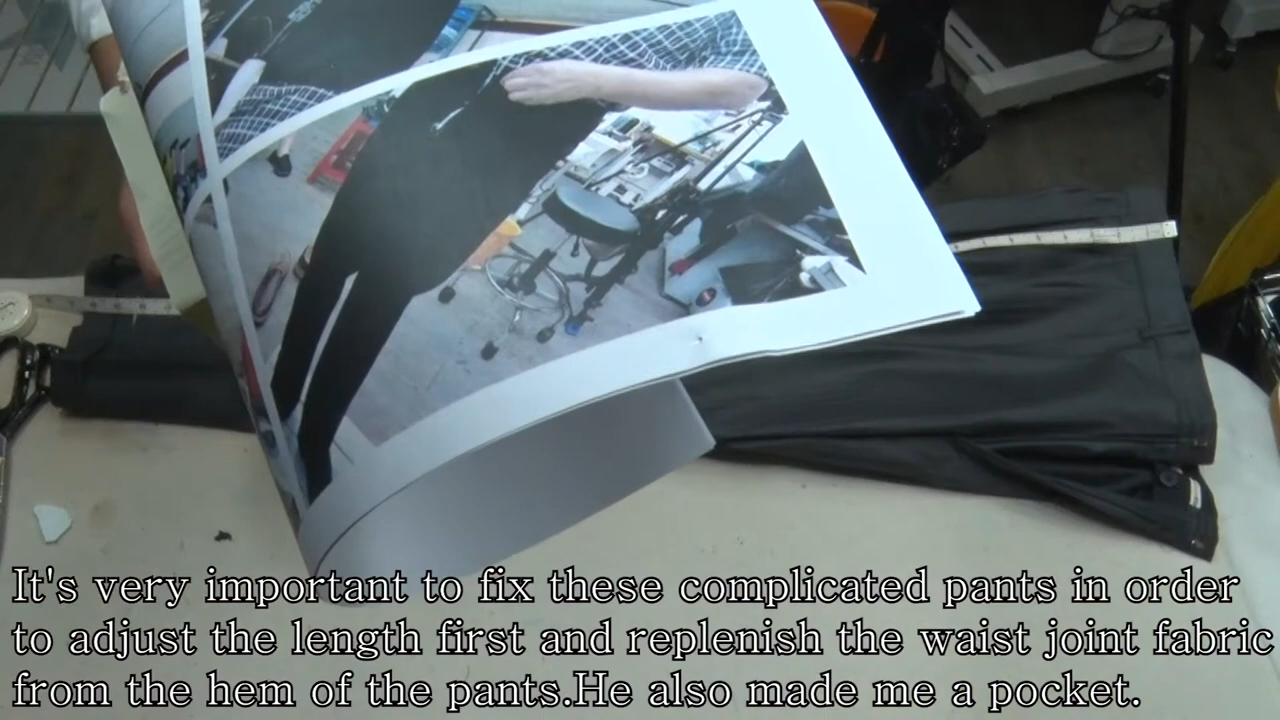 It's very important to fix these complicated pants in order
to adjust the length first and replenish the waist joint fabric
from the hem of the pants.He also made me a pocket.